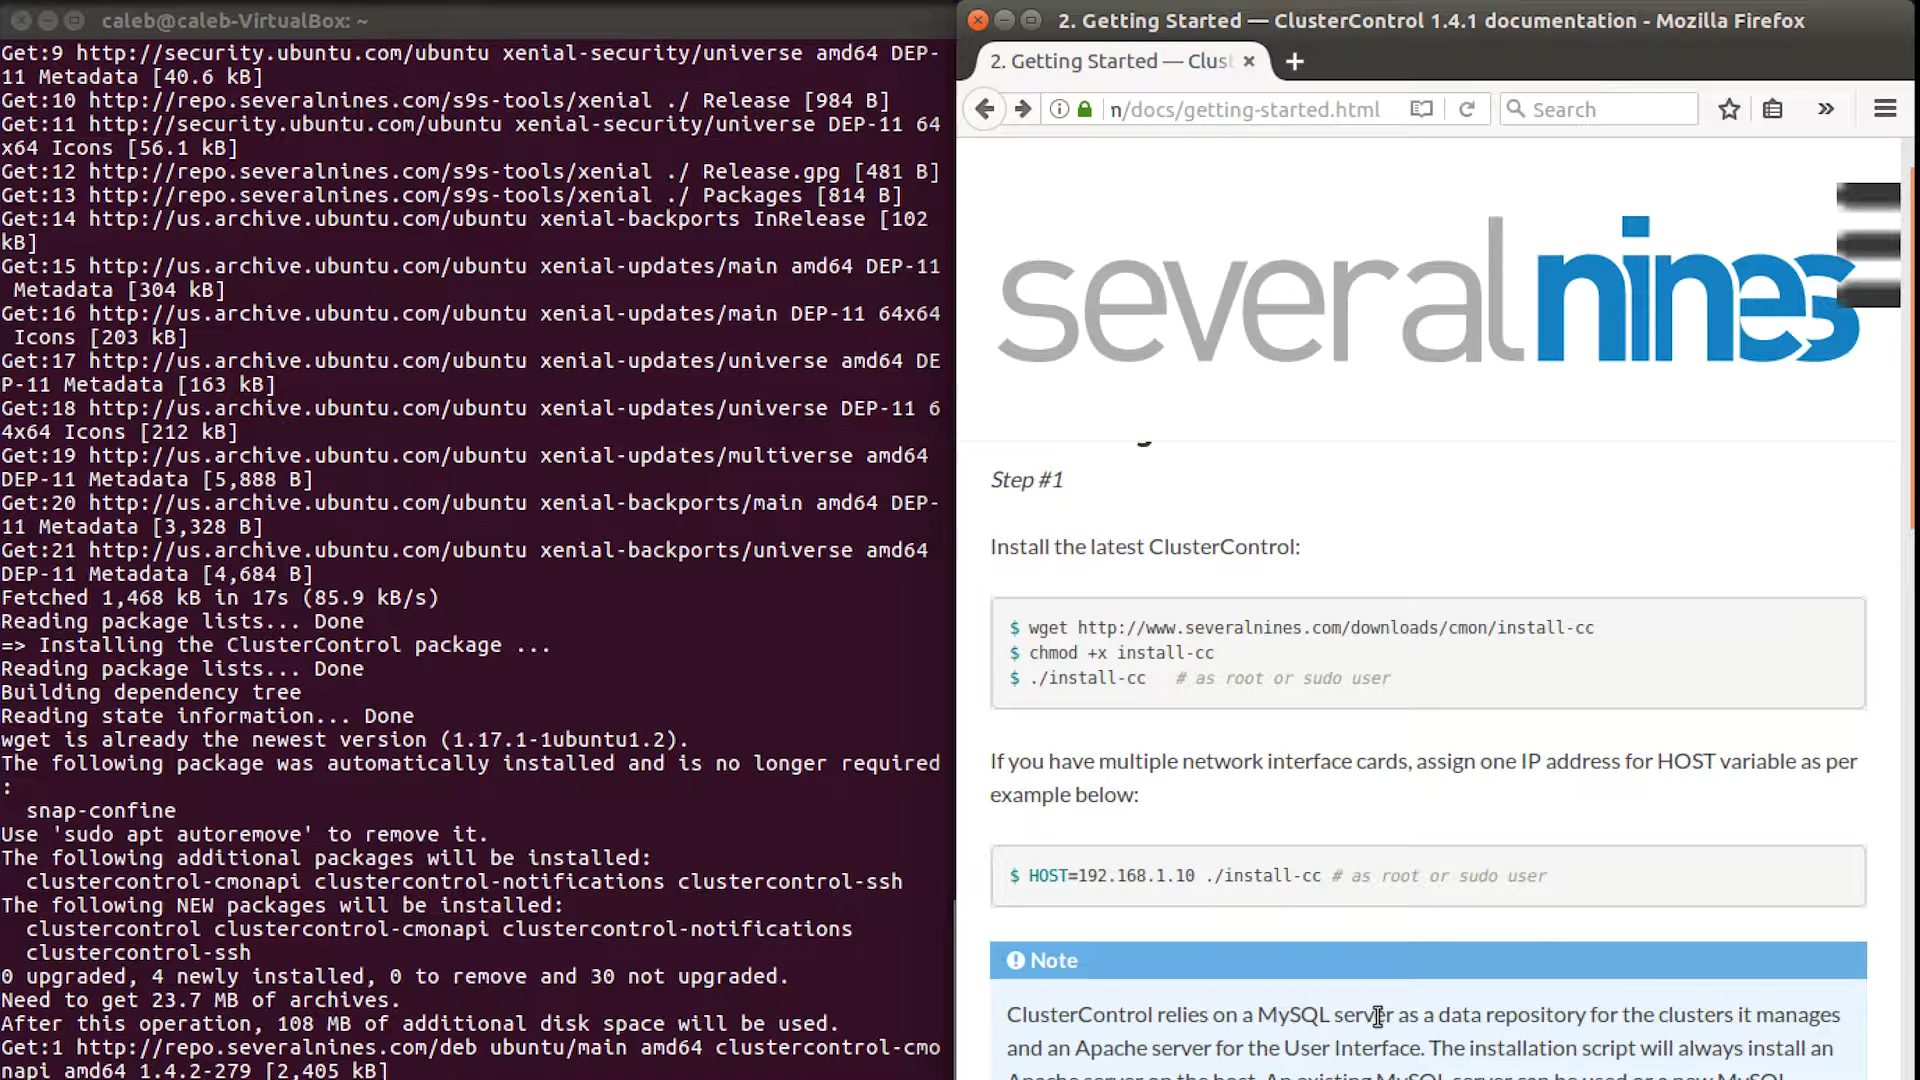 caleb@caleb-VirtualBox: ~
Get:9 http://security.ubuntu.com/ubuntu xenial-security/universe amd64 DEP-
11 Metadata [40.6 kB]
Get:10 http://repo.severalnines.com/s9s-tools/xenial ./ Release [984 B]
Get:11 http://security.ubuntu.com/ubuntu xenial-security/universe DEP-11 64
x64 Icons [56.1 kB]
Get:12 http://repo.severalnines.com/s9s-tools/xenial ./ Release.gpg [481 B]
Get:13 http://repo.severalnines.com/s9s-tools/xenial ./ Packages [814 B]
Get:14 http://us.archive.ubuntu.com/ubuntu xenial-backports InRelease [102
kB]
Get:15 http://us.archive.ubuntu.com/ubuntu xenial-updates/main amd64 DEP-11
 Metadata [304 kB]
Get:16 http://us.archive.ubuntu.com/ubuntu xenial-updates/main DEP-11 64x64
 Icons [203 kB]
Get:17 http://us.archive.ubuntu.com/ubuntu xenial-updates/universe amd64 DE
P-11 Metadata [163 kB]
Get:18 http://us.archive.ubuntu.com/ubuntu xenial-updates/universe DEP-11 6
4x64 Icons [212 kB]
Get:19 http://us.archive.ubuntu.com/ubuntu xenial-updates/multiverse amd64
DEP-11 Metadata [5,888 B]
Get:20 http://us.archive.ubuntu.com/ubuntu xenial-backports/main amd64 DEP-
11 Metadata [3,328 B]
Get:21 http://us.archive.ubuntu.com/ubuntu xenial-backports/universe amd64
DEP-11 Metadata [4,684 B]
Fetched 1,468 kB in 17s (85.9 kB/s)
Reading package lists... Done
=> Installing the ClusterControl package ...
Reading package lists... Done
Building dependency tree
Reading state information... Done
wget is already the newest version (1.17.1-1ubuntu1.2).
The following package was automatically installed and is no longer required
:
  snap-confine
Use 'sudo apt autoremove' to remove it.
The following additional packages will be installed:
  clustercontrol-cmonapi clustercontrol-notifications clustercontrol-ssh
The following NEW packages will be installed:
  clustercontrol clustercontrol-cmonapi clustercontrol-notifications
  clustercontrol-ssh
0 upgraded, 4 newly installed, 0 to remove and 30 not upgraded.
Need to get 23.7 MB of archives.
After this operation, 108 MB of additional disk space will be used.
Get:1 http://repo.severalnines.com/deb ubuntu/main amd64 clustercontrol-cmo
napi amd64 1.4.2-279 [2,405 kB]
2. Getting Started — ClusterControl 1.4.1 documentation - Mozilla Firefox
2. Getting Started — Clust
n/docs/getting-started.html
Search
severalnines
Step #1
Install the latest ClusterControl:
$ wget http://www.severalnines.com/downloads/cmon/install-cc
$ chmod +x install-cc
$ ./install-cc   # as root or sudo user
If you have multiple network interface cards, assign one IP address for HOST variable as per
example below:
$ HOST=192.168.1.10 ./install-cc # as root or sudo user
Note
ClusterControl relies on a MySQL server as a data repository for the clusters it manages
and an Apache server for the User Interface. The installation script will always install an
Apache server on the host. An existing MySQL server can be used or a new MySQL